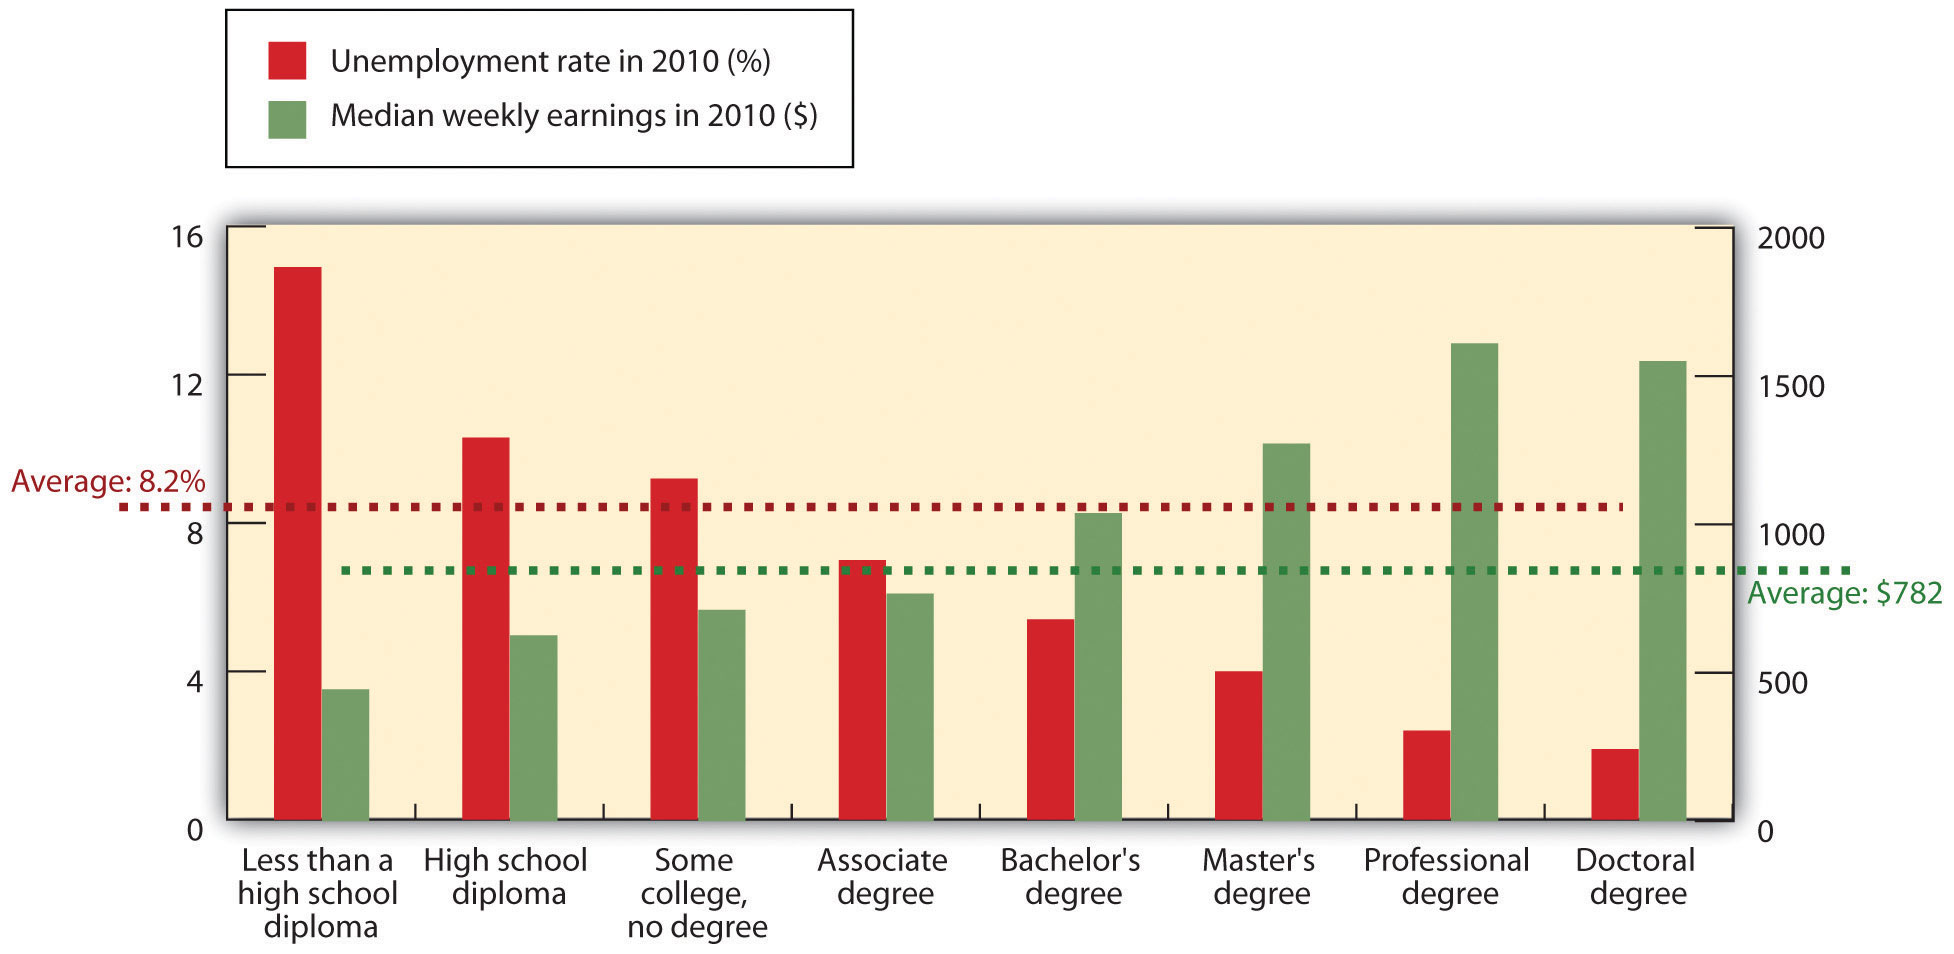 Unemployment rate in 2010 (%)
Median weekly earnings in 2010 ($)
16
12
8
4
0
2000
1500
1000
500
0
Average: 8.2%
Average: $782
Less than a
high school
diploma
High school
diploma
Some
college,
no degree
Associate
degree
Bachelor's
degree
Master's
degree
Professional
degree
Doctoral
degree